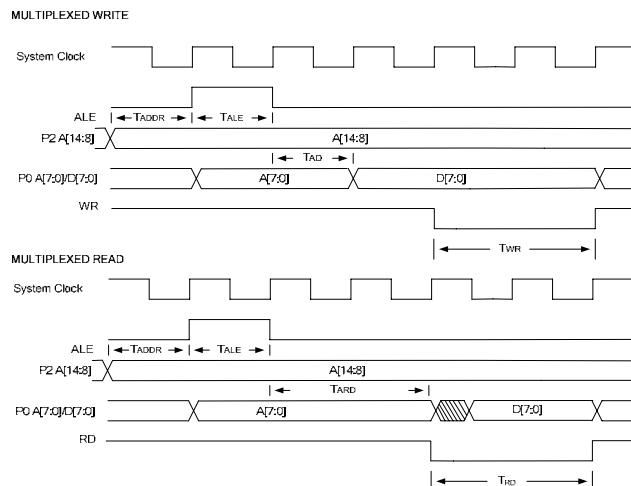 MULTIPLEXED WRITE
System Clock
ALE
TADDR
TALE
P2 A[14:8]
A[14:8]
TAD
P0 A[7:0]/D[7:0]
A[7:0]
D[7:0]
WR
TWR
MULTIPLEXED READ
System Clock
ALE
TADDR
TALE
P2 A[14:8]
A[14:8]
TARD
P0 A[7:0]/D[7:0]
A[7:0]
D[7:0]
RD
TRD